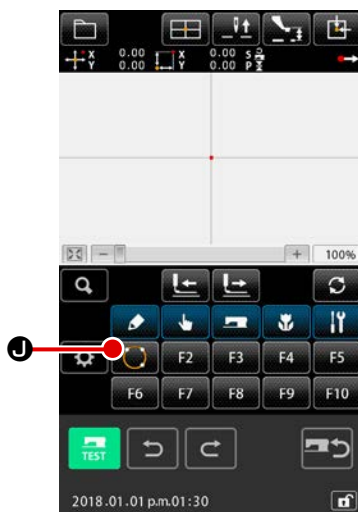 X 0.00 X 0.00 S
Y 0.00 Y 0.00 P
− + 100%
J
F2 F3 F4 F5
F6 F7 F8 F9 F10
TEST
2018.01.01 p.m.01:30